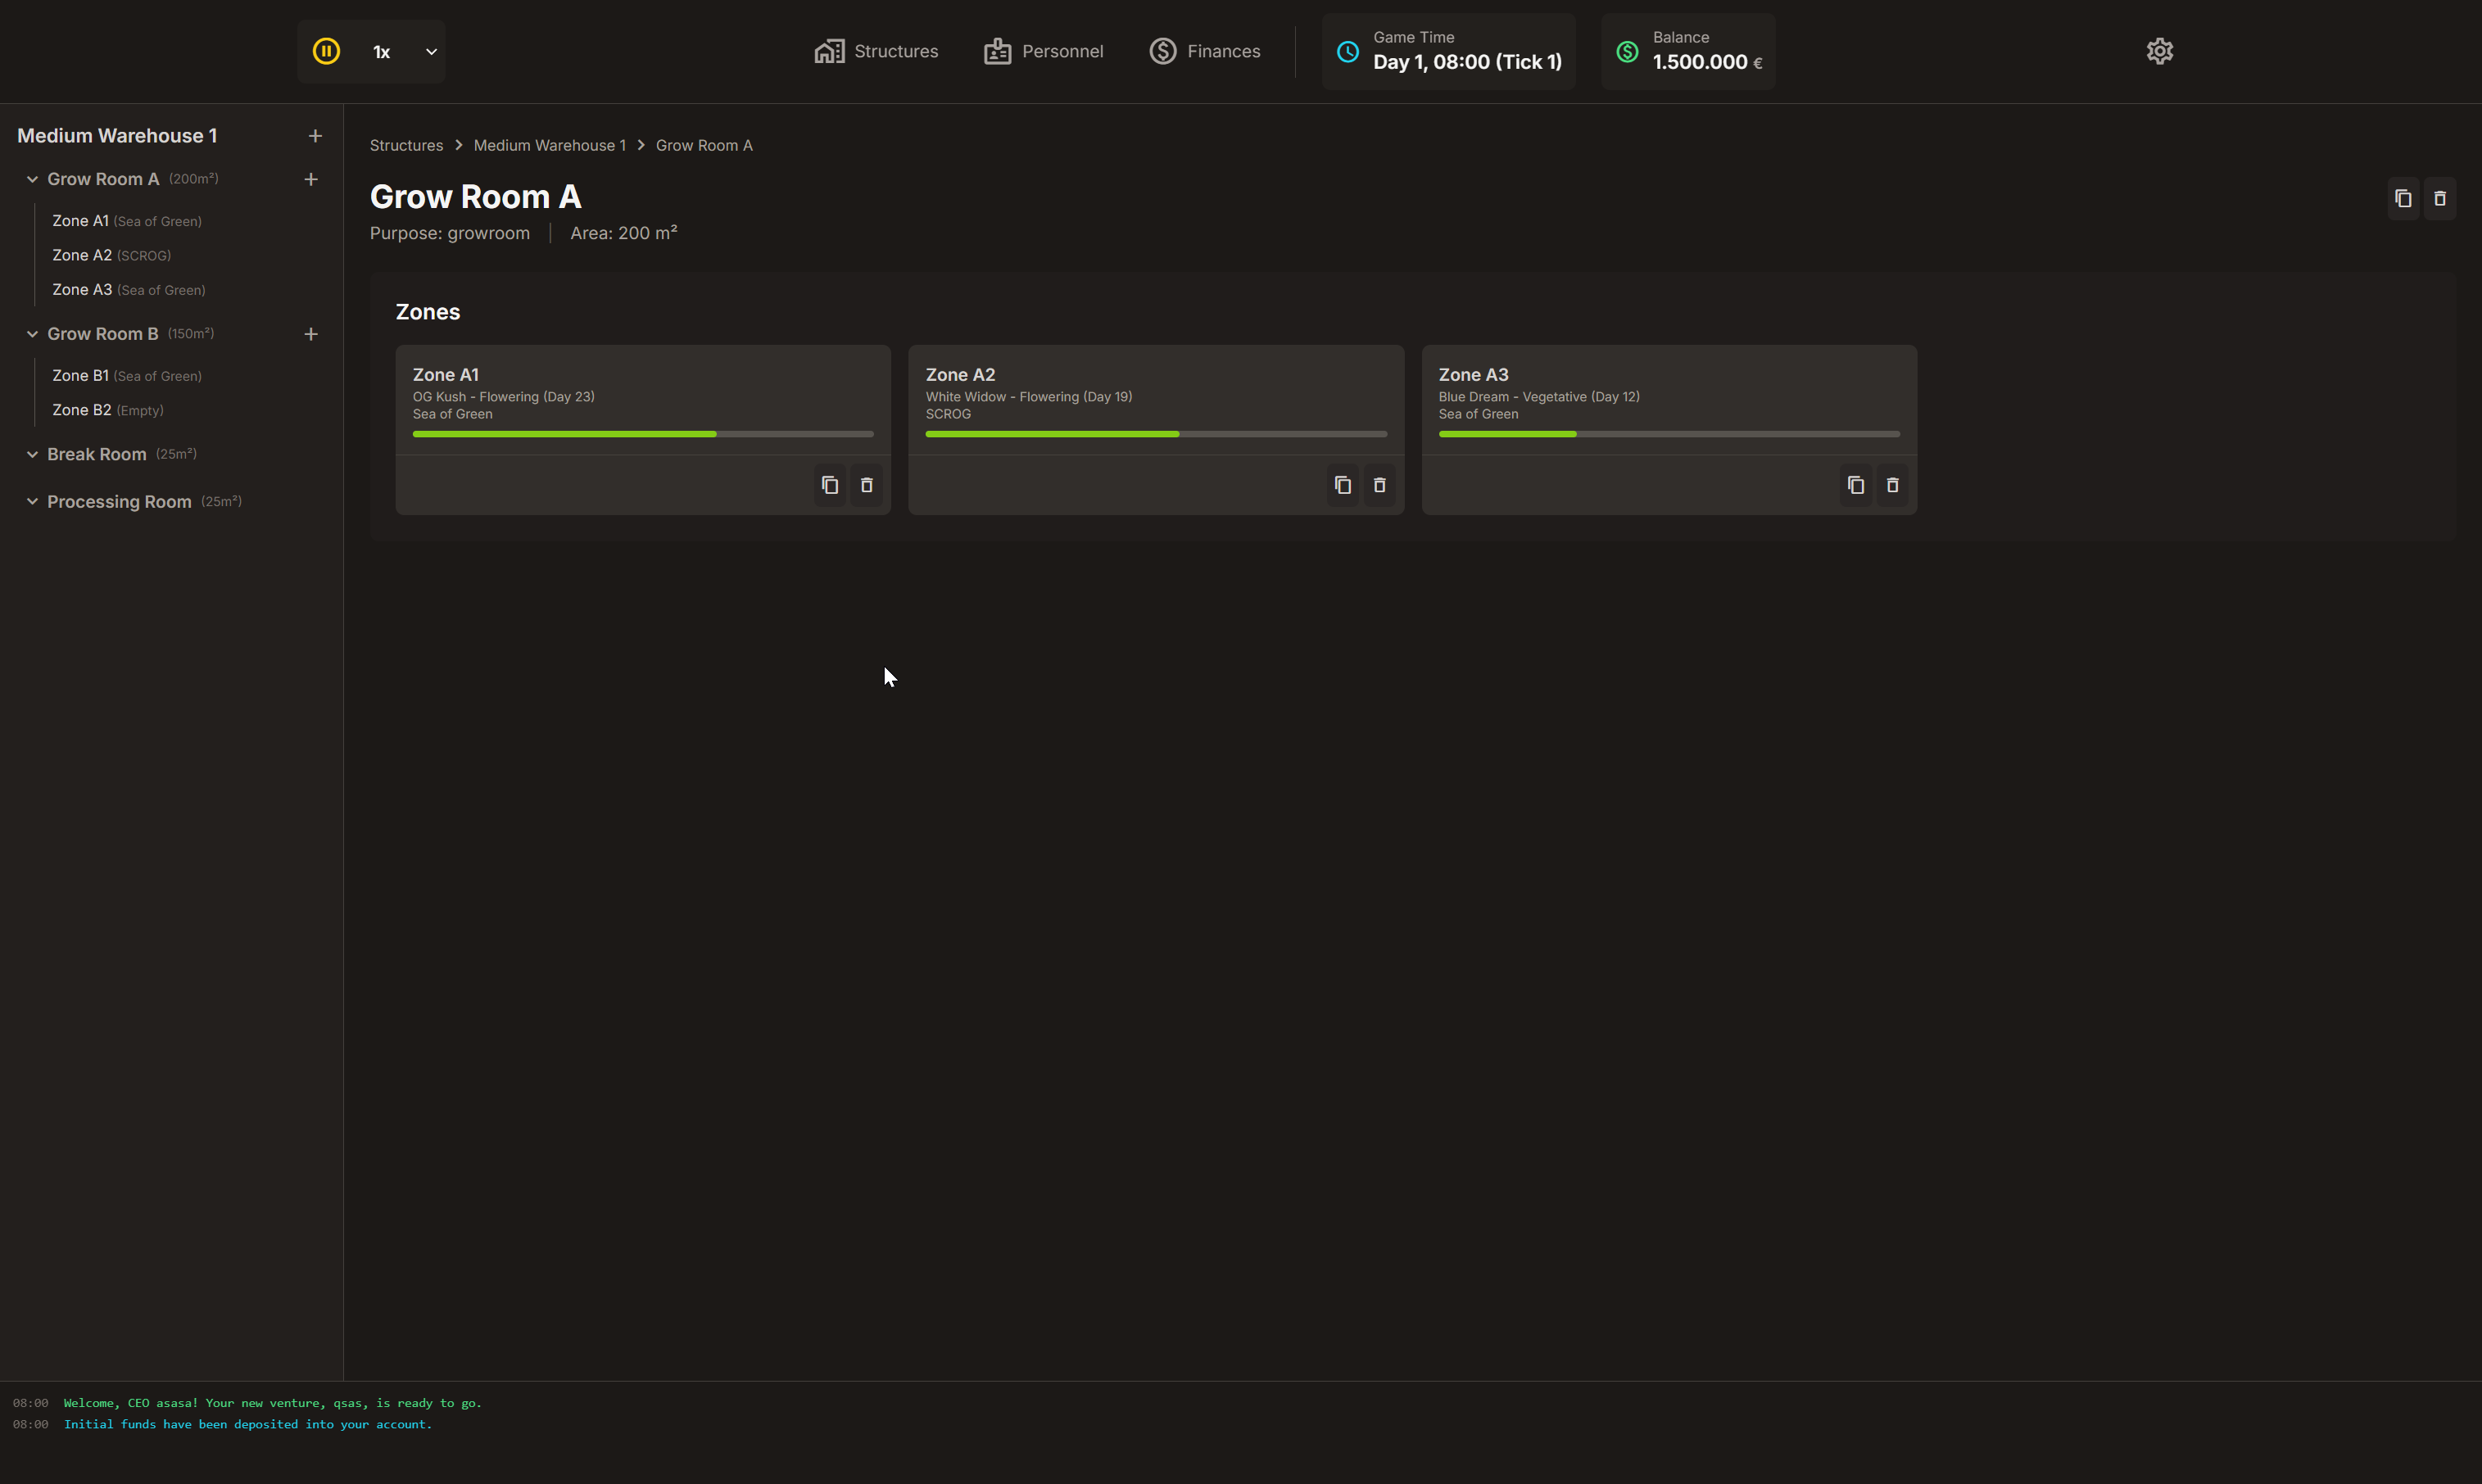 1x
Structures
Personnel
Finances
Game Time
Day 1, 08:00 (Tick 1)
Balance
1.500.000 €
Medium Warehouse 1
Grow Room A (200m²)
Zone A1 (Sea of Green)
Zone A2 (SCROG)
Zone A3 (Sea of Green)
Grow Room B (150m²)
Zone B1 (Sea of Green)
Zone B2 (Empty)
Break Room (25m²)
Processing Room (25m²)
Structures > Medium Warehouse 1 > Grow Room A
Grow Room A
Purpose: growroom | Area: 200 m²
Zones
Zone A1
OG Kush - Flowering (Day 23)
Sea of Green
Zone A2
White Widow - Flowering (Day 19)
SCROG
Zone A3
Blue Dream - Vegetative (Day 12)
Sea of Green
08:00 Welcome, CEO asasa! Your new venture, qsas, is ready to go.
08:00 Initial funds have been deposited into your account.